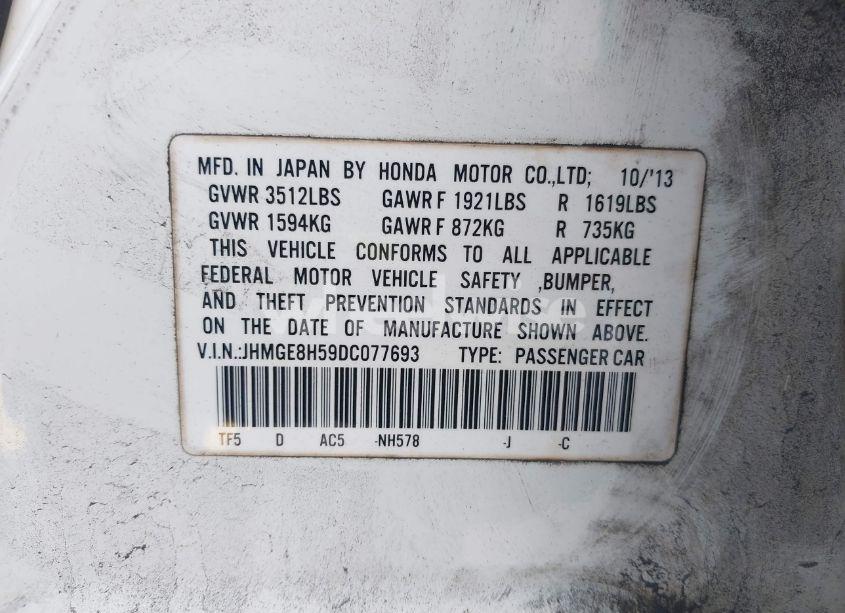 MFD. IN JAPAN BY HONDA MOTOR CO.,LTD; 10/'13
GVWR 3512LBS GAWR F 1921LBS R 1619LBS
GVWR 1594KG GAWR F 872KG R 735KG
THIS VEHICLE CONFORMS TO ALL APPLICABLE
FEDERAL MOTOR VEHICLE SAFETY ,BUMPER,
AND THEFT PREVENTION STANDARDS IN EFFECT
ON THE DATE OF MANUFACTURE SHOWN ABOVE.
V.I.N.:JHMGE8H59DC077693 TYPE: PASSENGER CAR
TF5 D AC5 -NH578 -J -C